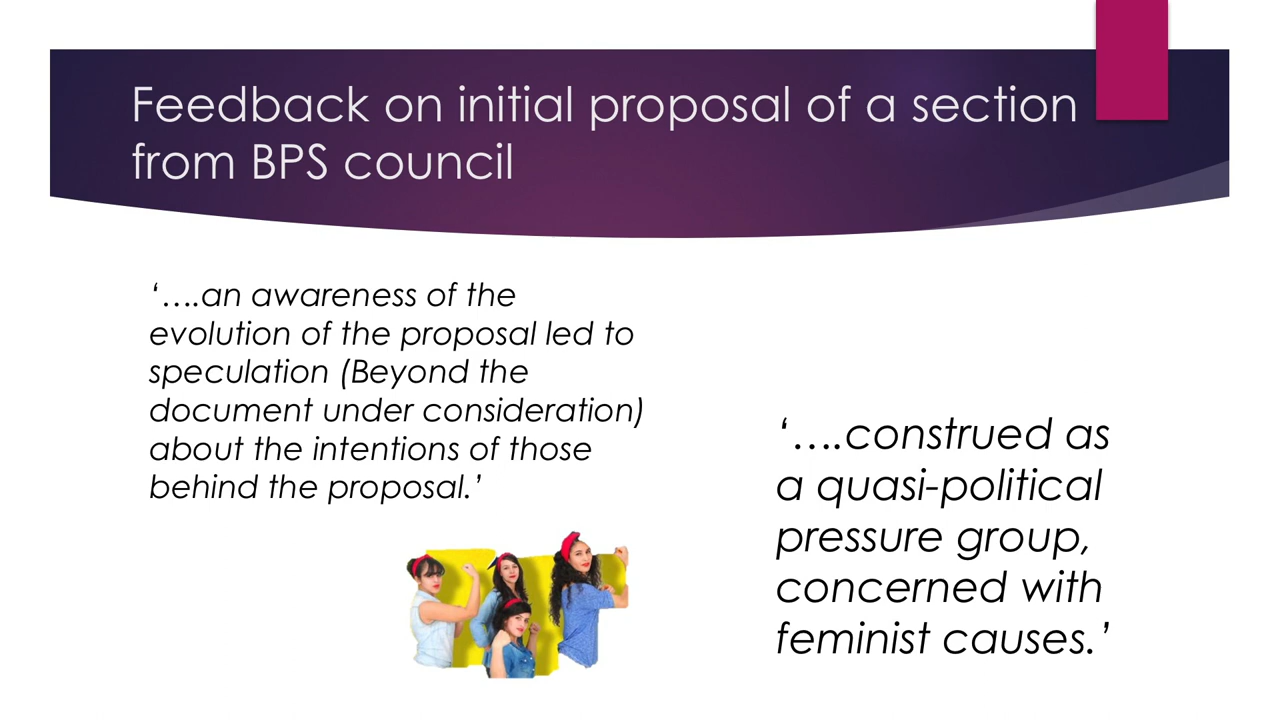 Feedback on initial proposal of a section
from BPS council
‘….an awareness of the
evolution of the proposal led to
speculation (Beyond the
document under consideration)
about the intentions of those
behind the proposal.’
‘….construed as
a quasi-political
pressure group,
concerned with
feminist causes.’